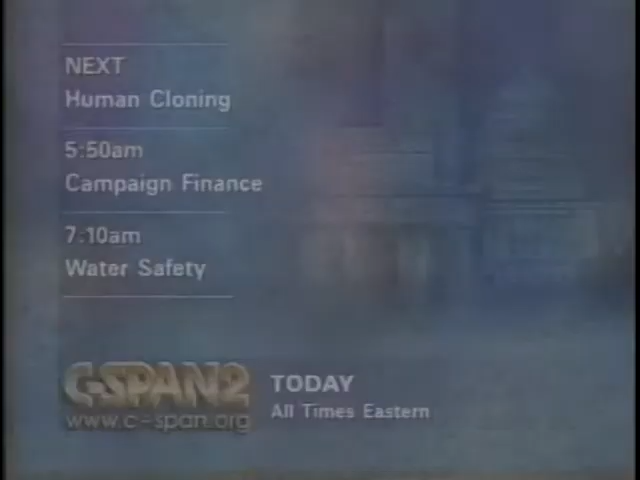 NEXT
Human Cloning
5:50am
Campaign Finance
7:10am
Water Safety
C-SPAN2
www.c-span.org
TODAY
All Times Eastern